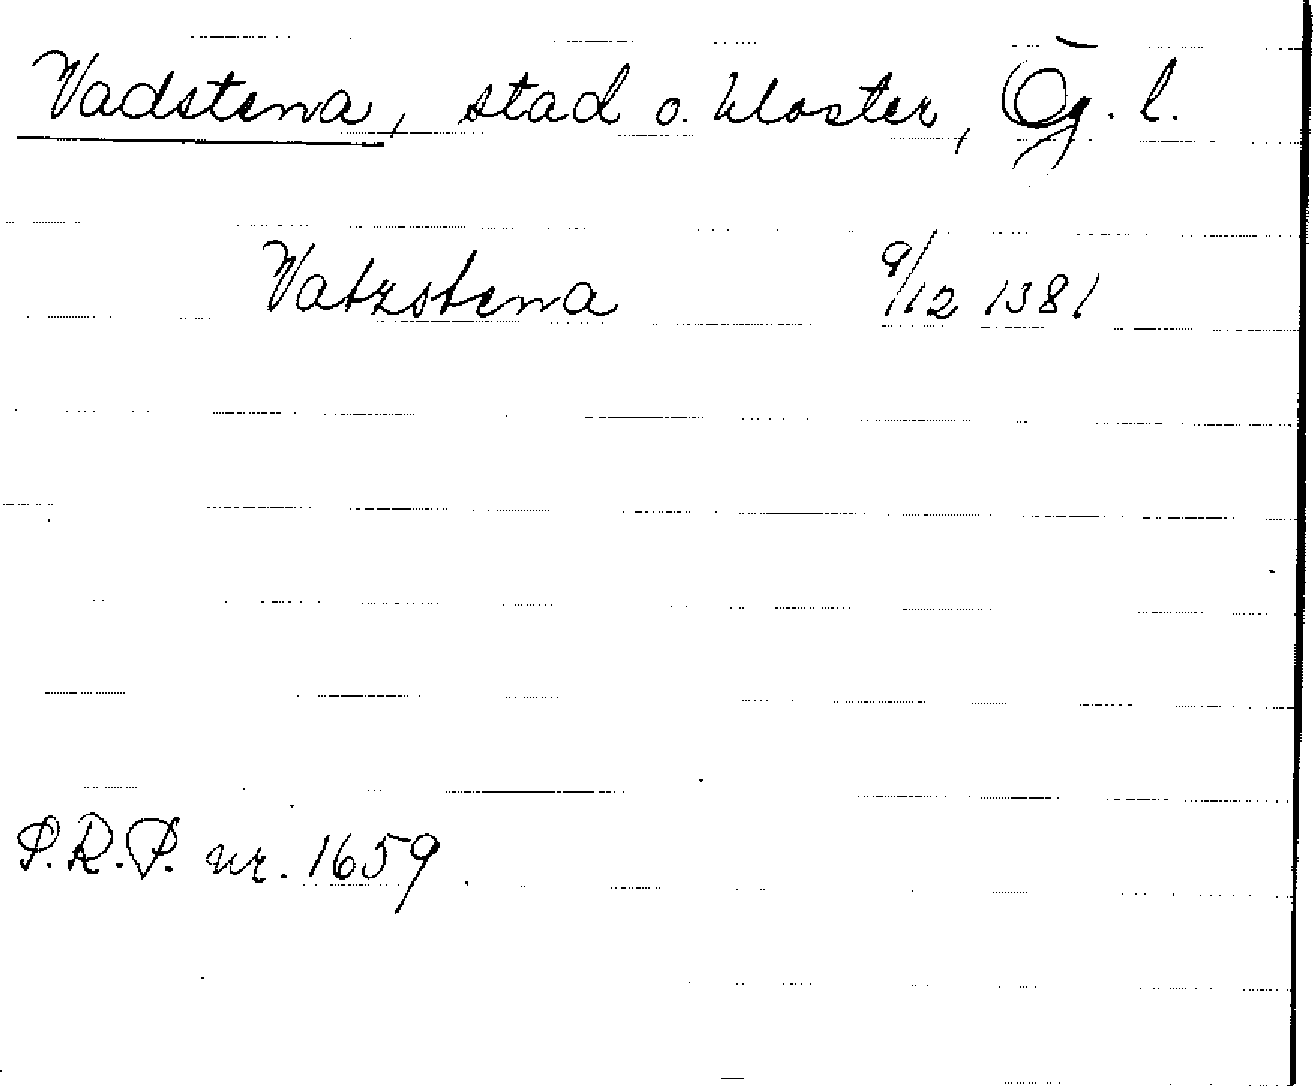 Vadstena, stad o. kloster, Ög. l.
Vatzstena 9/12 1381
S.R.P. nr. 1659.